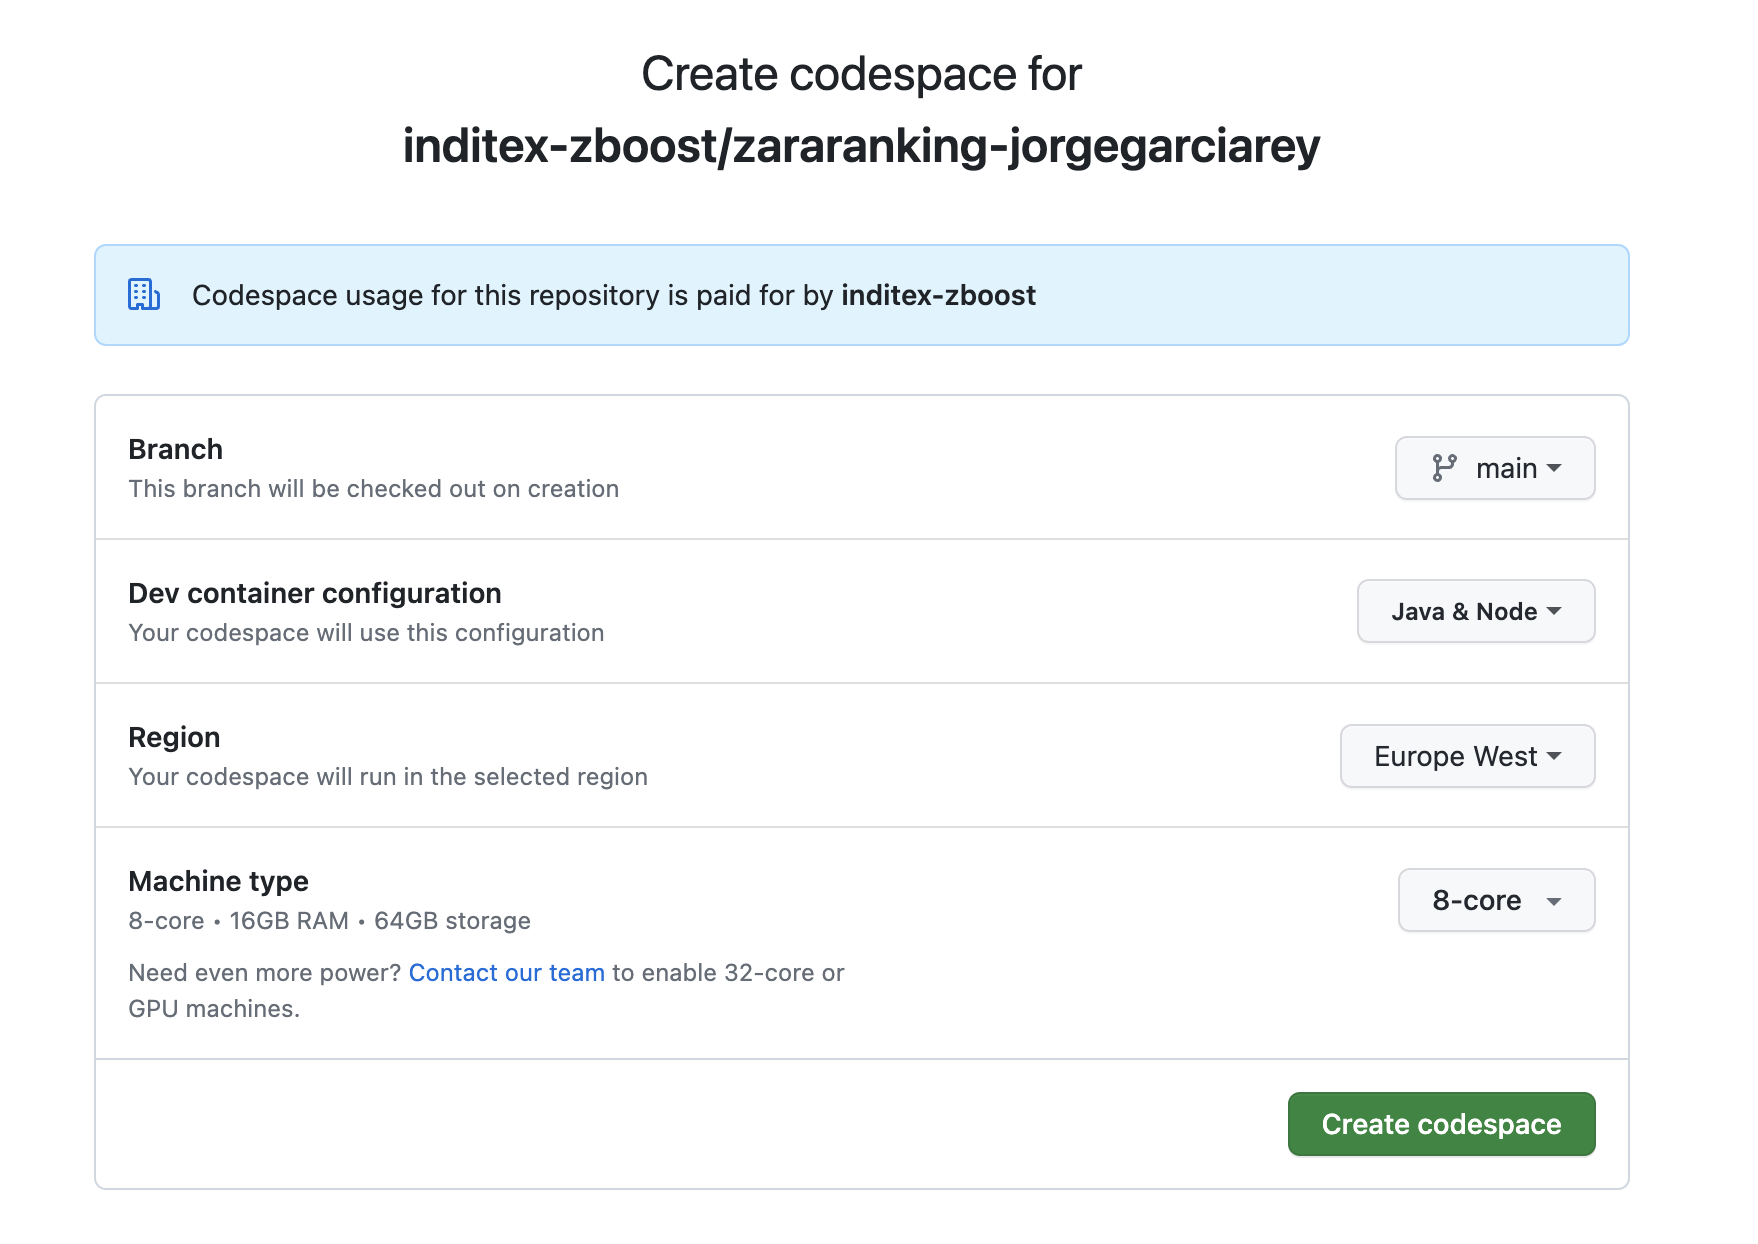 Create codespace for
inditex-zboost/zararanking-jorgegarciarey
Codespace usage for this repository is paid for by inditex-zboost
Branch
This branch will be checked out on creation
main
Dev container configuration
Your codespace will use this configuration
Java & Node
Region
Your codespace will run in the selected region
Europe West
Machine type
8-core • 16GB RAM • 64GB storage
8-core
Need even more power? Contact our team to enable 32-core or
GPU machines.
Create codespace